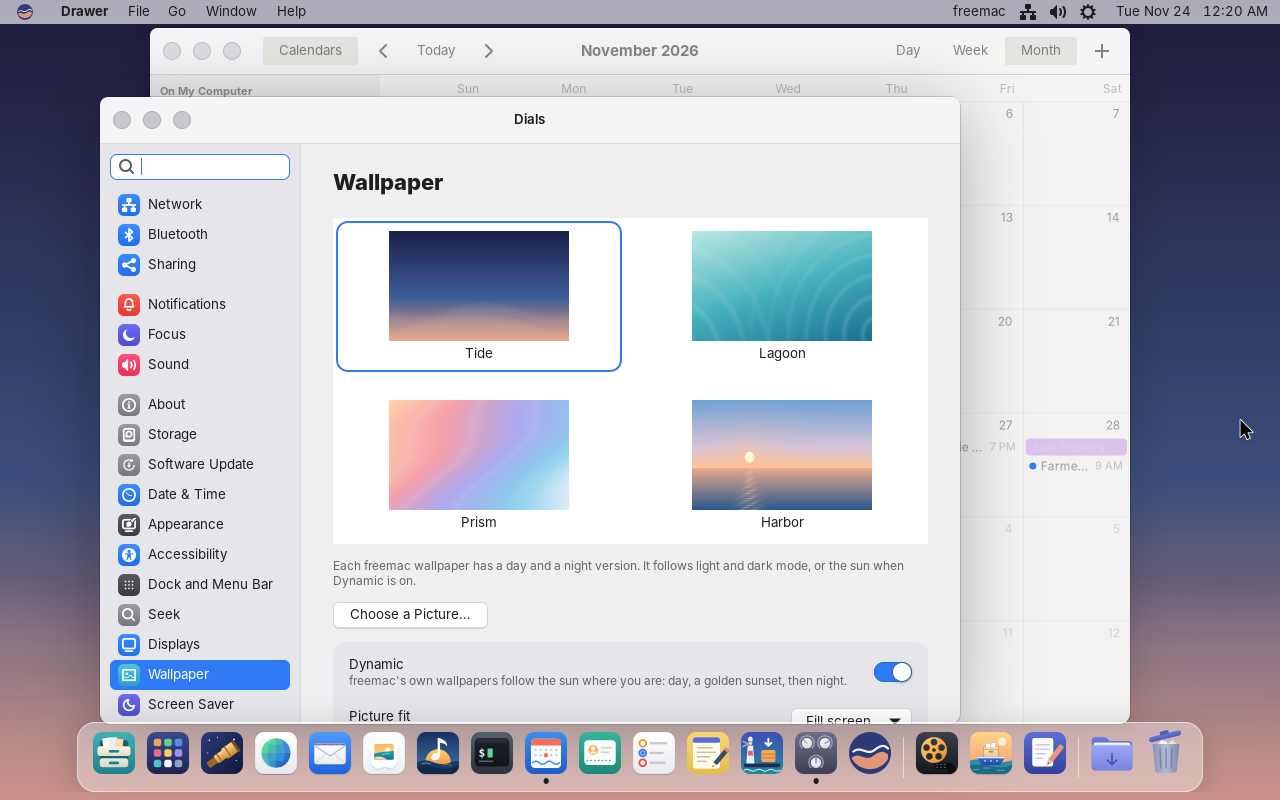 Drawer File Go Window Help freemac Tue Nov 24 12:20 AM
Calendars Today November 2026 Day Week Month
On My Computer
Sun Mon Tue Wed Thu Fri Sat
6 7
Dials
Wallpaper
Network
Bluetooth
Sharing
Notifications
Focus
Sound
About
Storage
Software Update
Date & Time
Appearance
Accessibility
Dock and Menu Bar
Seek
Displays
Wallpaper
Screen Saver
Tide Lagoon
Prism Harbor
Each freemac wallpaper has a day and a night version. It follows light and dark mode, or the sun when
Dynamic is on.
Choose a Picture...
Dynamic
freemac's own wallpapers follow the sun where you are: day, a golden sunset, then night.
Picture fit Fill screen
13 14
20 21
27 28
7 PM
Farme... 9 AM
4 5
11 12
$